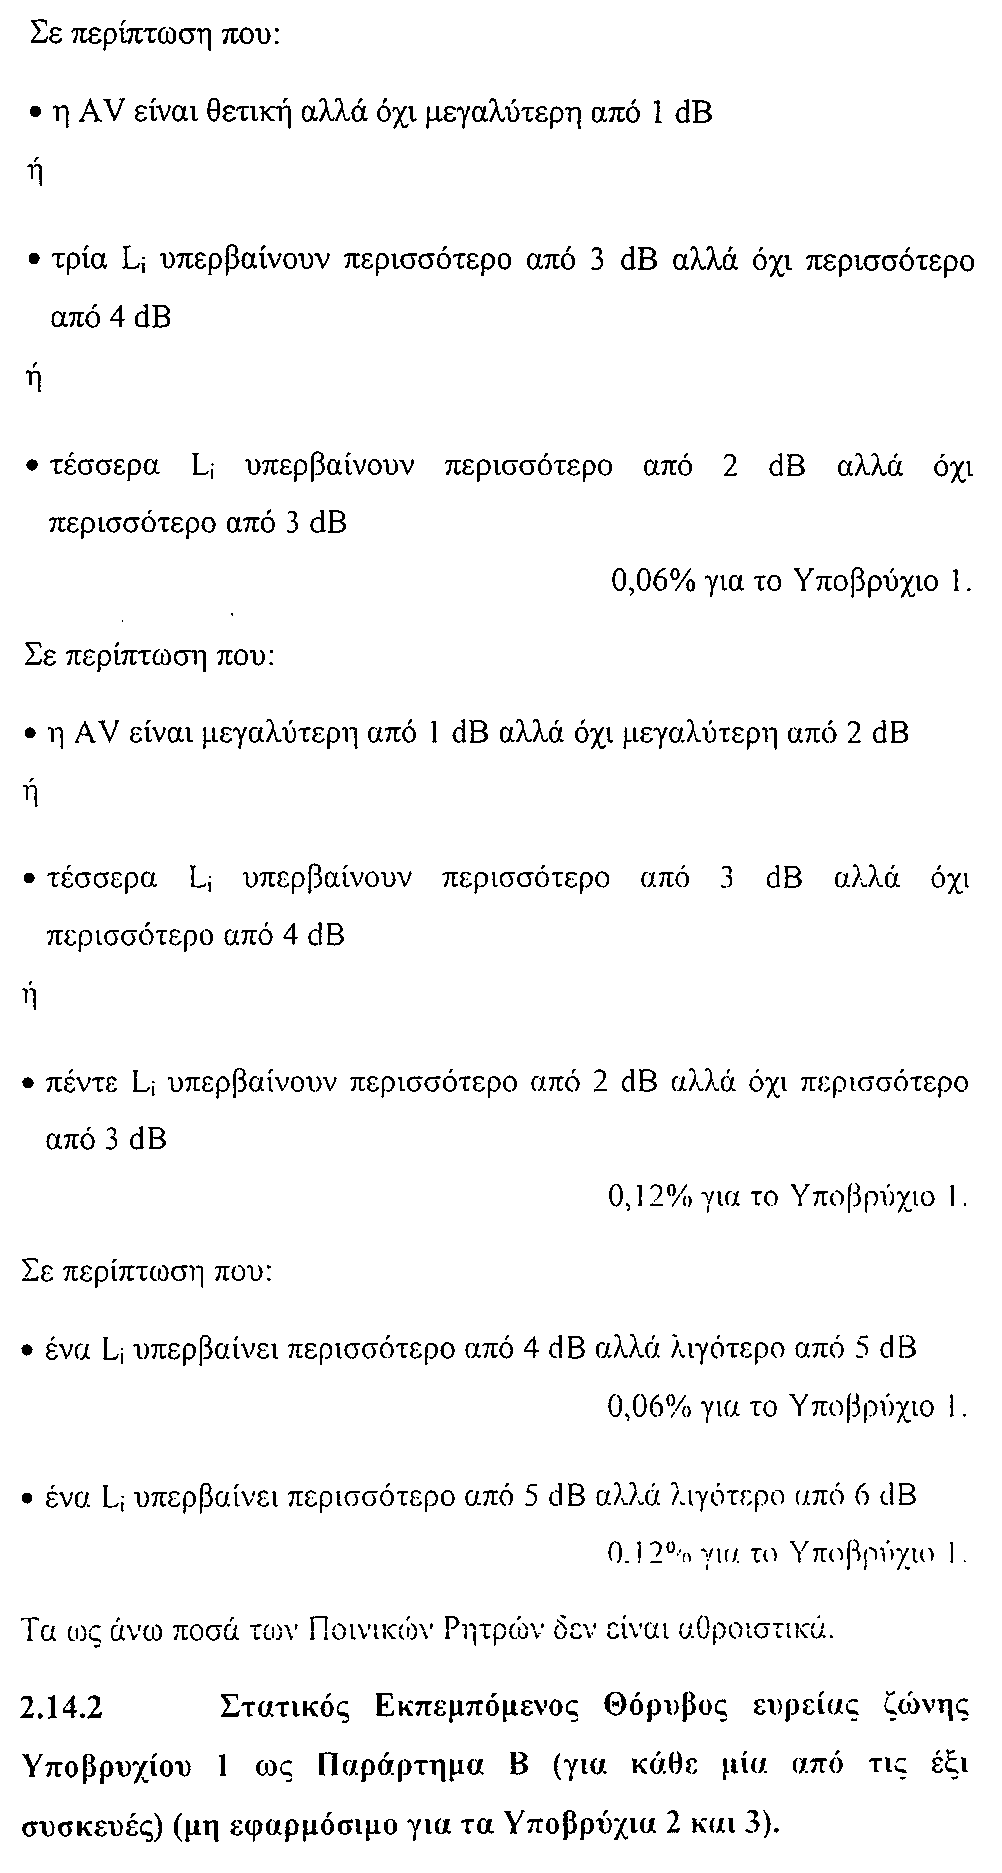 Σε περίπτωση που:
• η AV είναι θετική αλλά όχι μεγαλύτερη από 1 dB
ή
• τρία Li υπερβαίνουν περισσότερο από 3 dB αλλά όχι περισσότερο
από 4 dB
ή
• τέσσερα Li υπερβαίνουν περισσότερο από 2 dB αλλά όχι
περισσότερο από 3 dB
0,06% για το Υποβρύχιο 1.
Σε περίπτωση που:
• η AV είναι μεγαλύτερη από 1 dB αλλά όχι μεγαλύτερη από 2 dB
ή
• τέσσερα Li υπερβαίνουν περισσότερο από 3 dB αλλά όχι
περισσότερο από 4 dB
ή
• πέντε Li υπερβαίνουν περισσότερο από 2 dB αλλά όχι περισσότερο
από 3 dB
0,12% για το Υποβρύχιο 1.
Σε περίπτωση που:
• ένα Li υπερβαίνει περισσότερο από 4 dB αλλά λιγότερο από 5 dB
0,06% για το Υποβρύχιο 1.
• ένα Li υπερβαίνει περισσότερο από 5 dB αλλά λιγότερο από 6 dB
0.12% για το Υποβρύχιο 1.
Τα ως άνω ποσά των Ποινικών Ρητρών δεν είναι αθροιστικά.
2.14.2 Στατικός Εκπεμπόμενος Θόρυβος ευρείας ζώνης
Υποβρυχίου 1 ως Παράρτημα Β (για κάθε μία από τις έξι
συσκευές) (μη εφαρμόσιμο για τα Υποβρύχια 2 και 3).